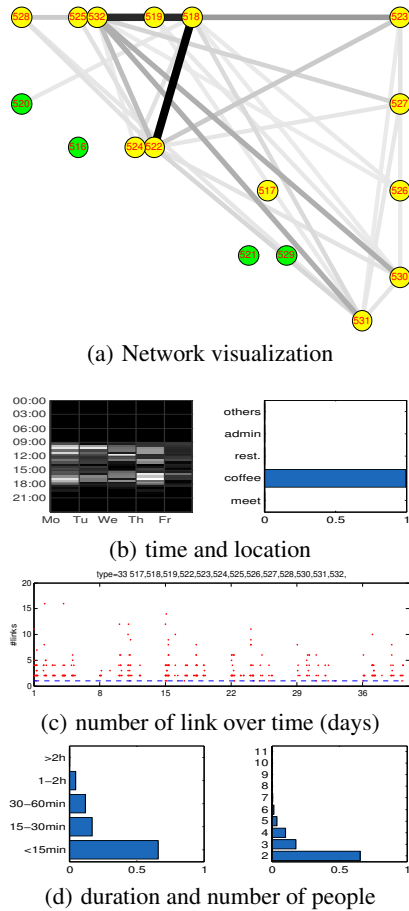 528 525 532 519 518 523
520 527
516 524 522
517 526
521 529
530
531
(a) Network visualization
00:00
03:00
06:00
09:00
12:00
15:00
18:00
21:00
Mo Tu We Th Fr
others
admin
rest.
coffee
meet
0 0.5 1
(b) time and location
type=33 517,518,519,522,523,524,525,526,527,528,530,531,532,
#links
20
15
10
5
0
1 8 15 22 29 36
(c) number of link over time (days)
>2h
1-2h
30-60min
15-30min
<15min
0 0.5 1
11
10
9
8
7
6
5
4
3
2
0 0.5 1
(d) duration and number of people